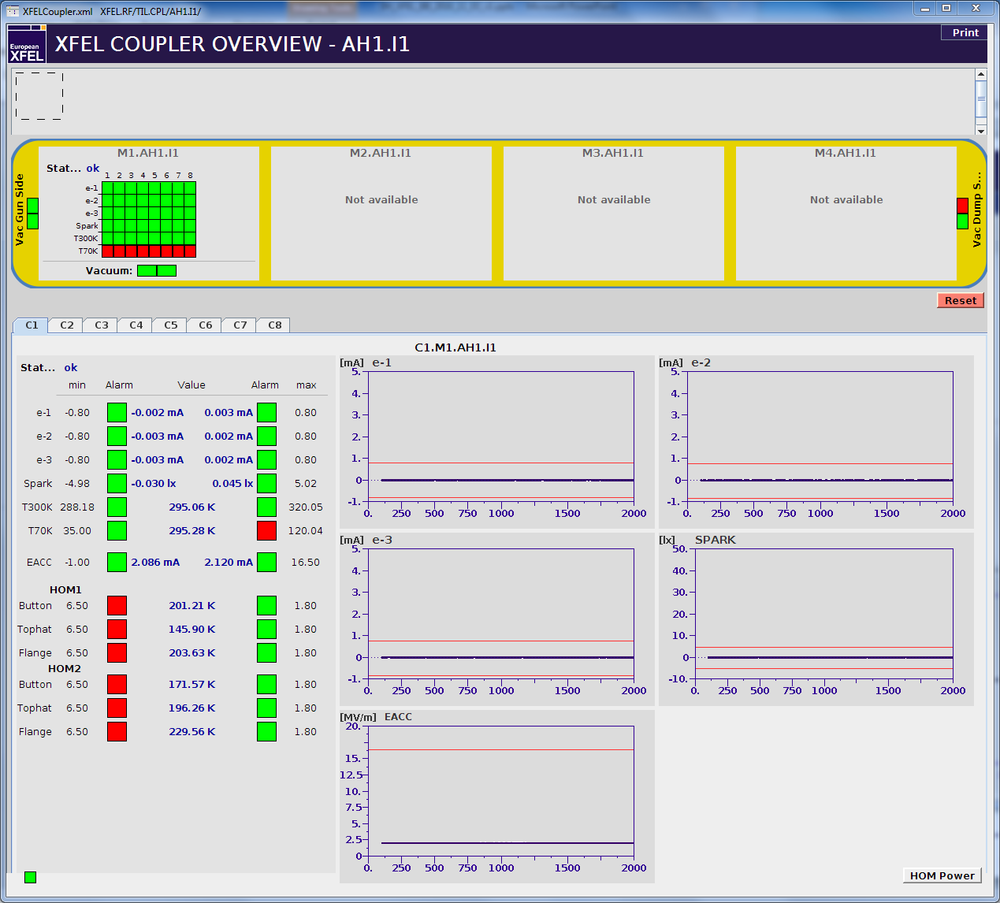 XFELCoupler.xml XFEL.RF/TIL.CPL/AH1.I1/
European XFEL
XFEL COUPLER OVERVIEW - AH1.I1
Print
M1.AH1.I1 M2.AH1.I1 M3.AH1.I1 M4.AH1.I1
Stat... ok
1 2 3 4 5 6 7 8
e-1
e-2
e-3
Spark
T300K
T70K
Vacuum:
Not available Not available Not available
Vac Gun Side
Vac Dump S...
Reset
C1 C2 C3 C4 C5 C6 C7 C8
C1.M1.AH1.I1
Stat... ok
min Alarm Value Alarm max
e-1 -0.80 -0.002 mA 0.003 mA 0.80
e-2 -0.80 -0.003 mA 0.002 mA 0.80
e-3 -0.80 -0.003 mA 0.002 mA 0.80
Spark -4.98 -0.030 lx 0.045 lx 5.02
T300K 288.18 295.06 K 320.05
T70K 35.00 295.28 K 120.04
EACC -1.00 2.086 mA 2.120 mA 16.50
HOM1
Button 6.50 201.21 K 1.80
Tophat 6.50 145.90 K 1.80
Flange 6.50 203.63 K 1.80
HOM2
Button 6.50 171.57 K 1.80
Tophat 6.50 196.26 K 1.80
Flange 6.50 229.56 K 1.80
[mA] e-1
5.
4.
3.
2.
1.
0
-1.
0. 250 500 750 1000 1500 2000
[mA] e-2
5.
4.
3.
2.
1.
0
-1.
0. 250 500 750 1000 1500 2000
[mA] e-3
5.
4.
3.
2.
1.
0
-1.
0. 250 500 750 1000 1500 2000
[lx] SPARK
50.
40.
30.
20.
10.
0
-10.
0. 250 500 750 1000 1500 2000
[MV/m] EACC
20.
15.
12.5
10.
7.5
5.
2.5
0
0. 250 500 750 1000 1500 2000
HOM Power